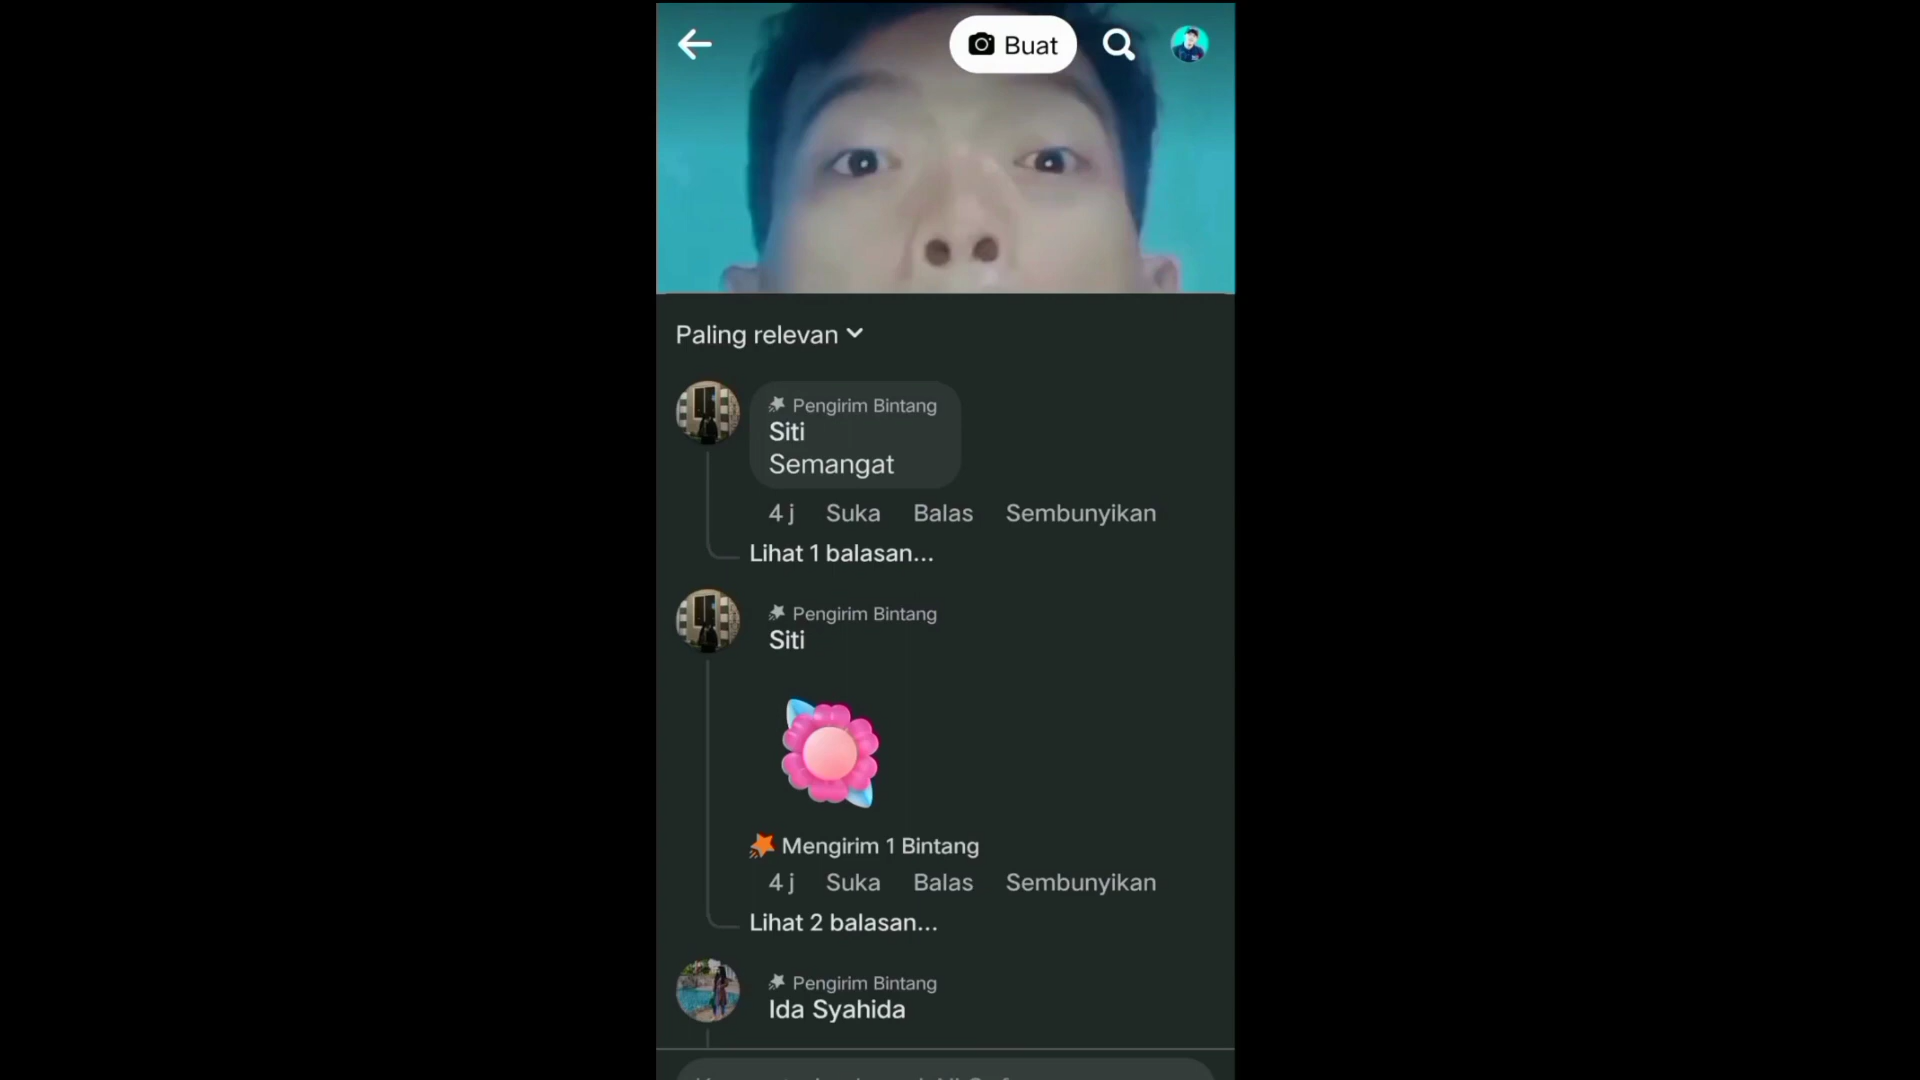 Buat
Paling relevan
Pengirim Bintang
Siti
Semangat
4 j Suka Balas Sembunyikan
Lihat 1 balasan...
Pengirim Bintang
Siti
Mengirim 1 Bintang
4 j Suka Balas Sembunyikan
Lihat 2 balasan...
Pengirim Bintang
Ida Syahida